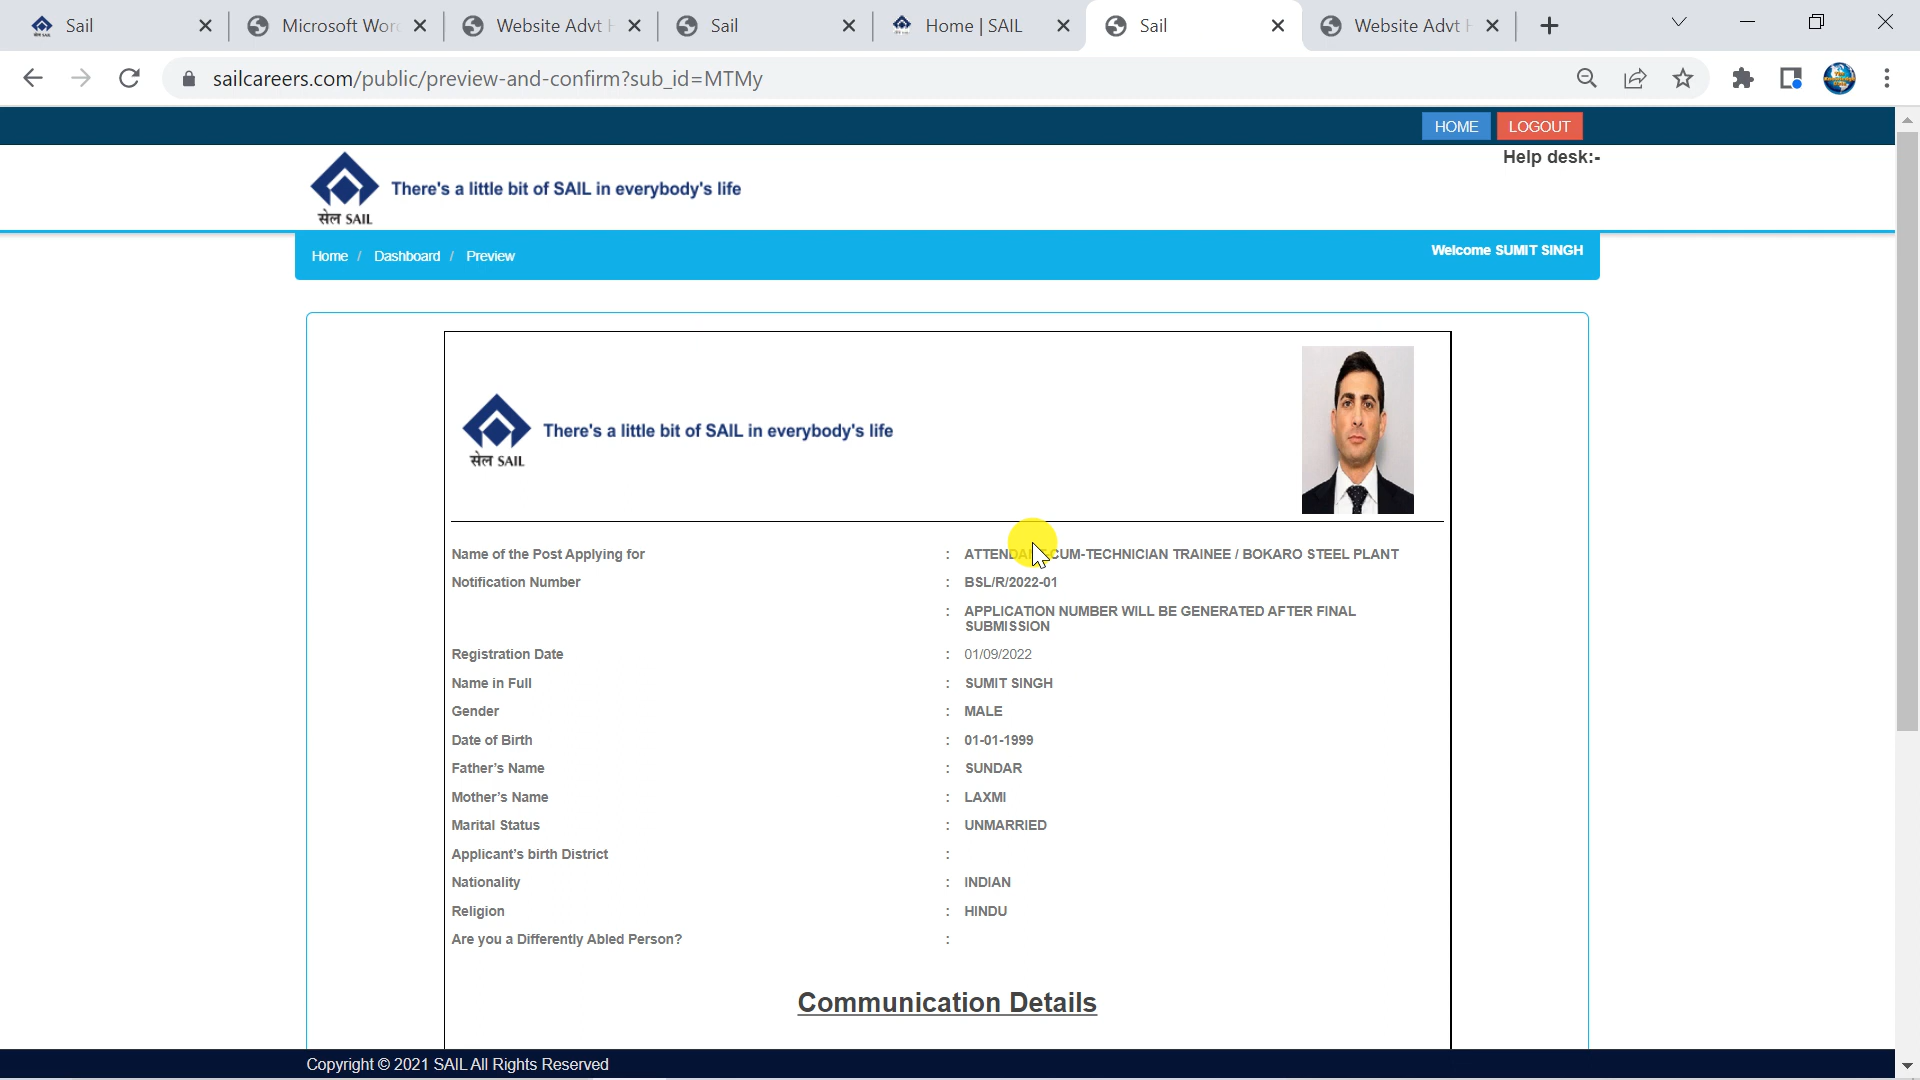 Sail
Microsoft Wor
Website Advt
Sail
Home | SAIL
Sail
Website Advt
sailcareers.com/public/preview-and-confirm?sub_id=MTMy
HOME LOGOUT
Help desk:-
There's a little bit of SAIL in everybody's life
सेल SAIL
Home / Dashboard / Preview
Welcome SUMIT SINGH
There's a little bit of SAIL in everybody's life
सेल SAIL
Name of the Post Applying for : ATTENDANT-CUM-TECHNICIAN TRAINEE / BOKARO STEEL PLANT
Notification Number : BSL/R/2022-01
: APPLICATION NUMBER WILL BE GENERATED AFTER FINAL
SUBMISSION
Registration Date : 01/09/2022
Name in Full : SUMIT SINGH
Gender : MALE
Date of Birth : 01-01-1999
Father's Name : SUNDAR
Mother's Name : LAXMI
Marital Status : UNMARRIED
Applicant's birth District :
Nationality : INDIAN
Religion : HINDU
Are you a Differently Abled Person? :
Communication Details
Copyright © 2021 SAIL All Rights Reserved